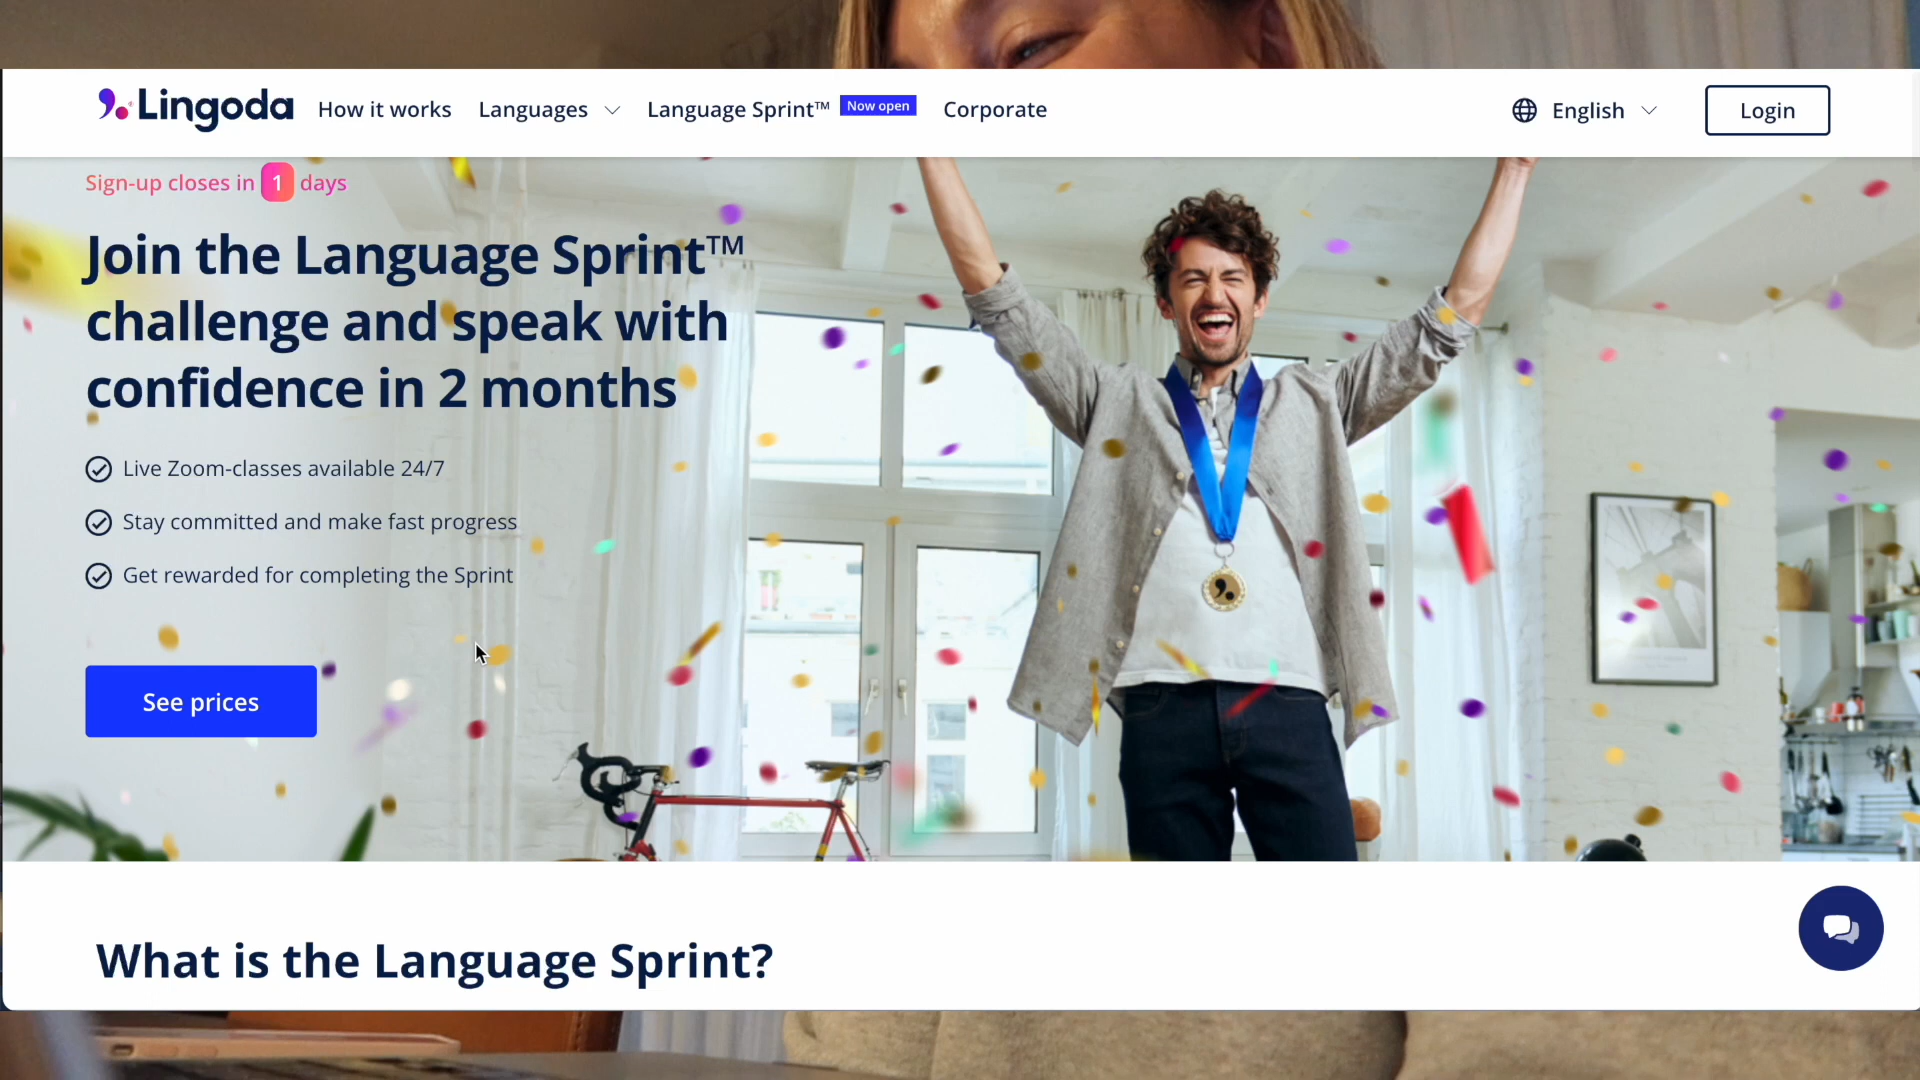 Lingoda
How it works
Languages
Language Sprint™
Now open
Corporate
English
Login
Sign-up closes in 1 days
Join the Language Sprint™
challenge and speak with
confidence in 2 months
Live Zoom-classes available 24/7
Stay committed and make fast progress
Get rewarded for completing the Sprint
See prices
What is the Language Sprint?